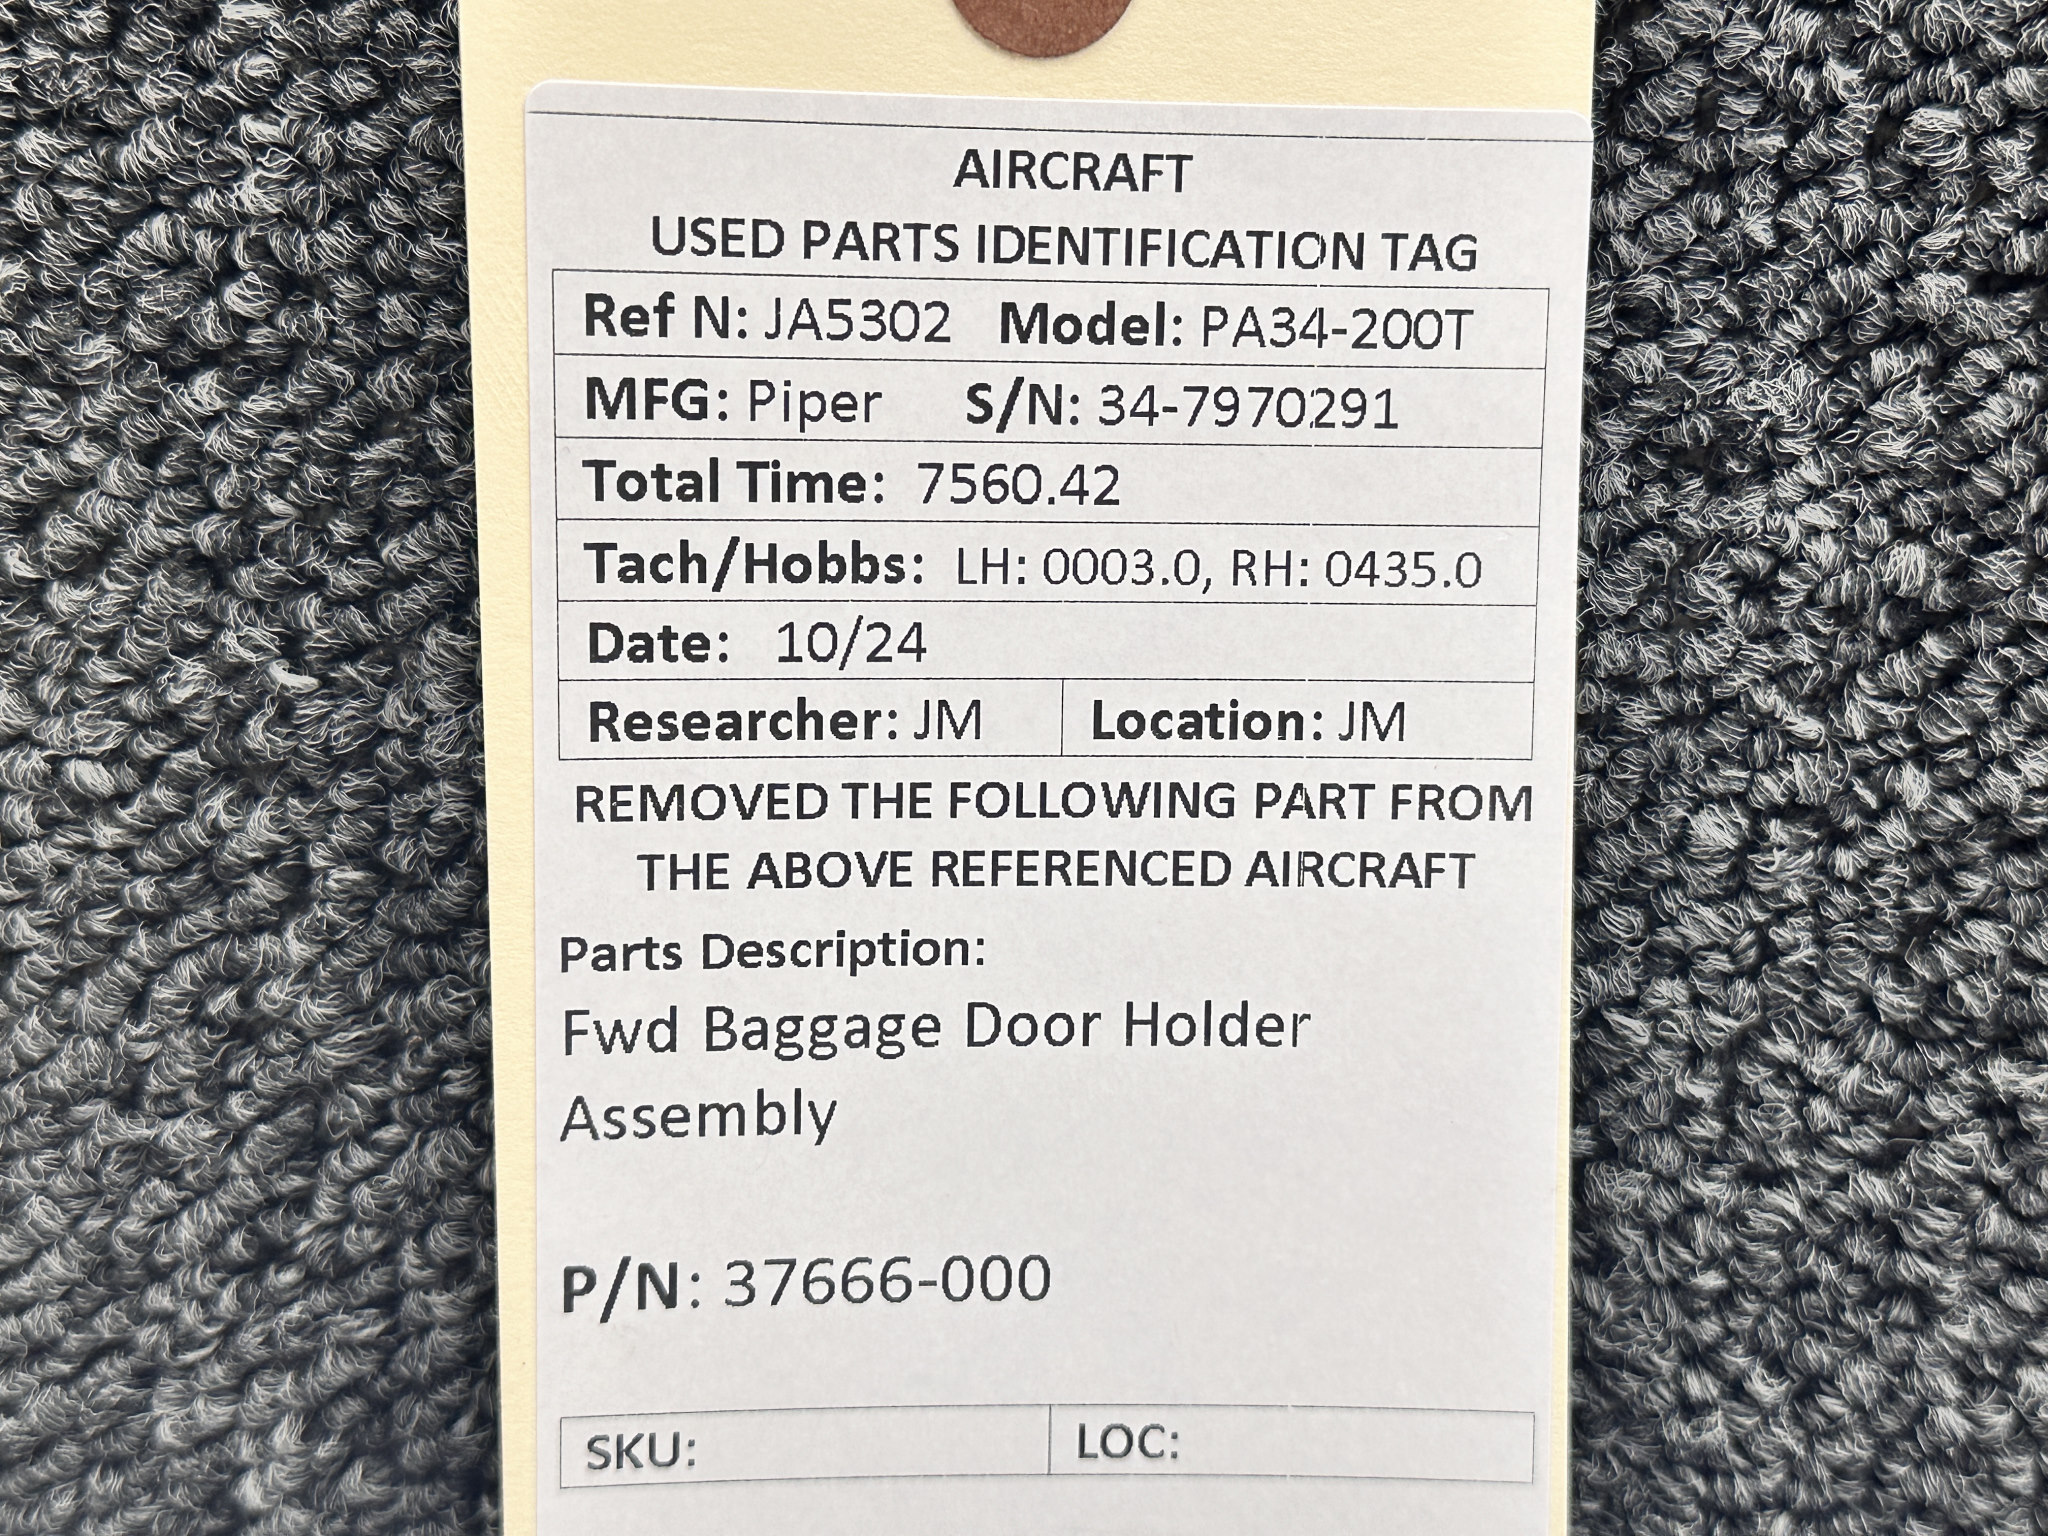 AIRCRAFT
USED PARTS IDENTIFICATION TAG
Ref N: JA5302 Model: PA34-200T
MFG: Piper S/N: 34-7970291
Total Time: 7560.42
Tach/Hobbs: LH: 0003.0, RH: 0435.0
Date: 10/24
Researcher: JM Location: JM
REMOVED THE FOLLOWING PART FROM
THE ABOVE REFERENCED AIRCRAFT
Parts Description:
Fwd Baggage Door Holder
Assembly
P/N: 37666-000
SKU: LOC: